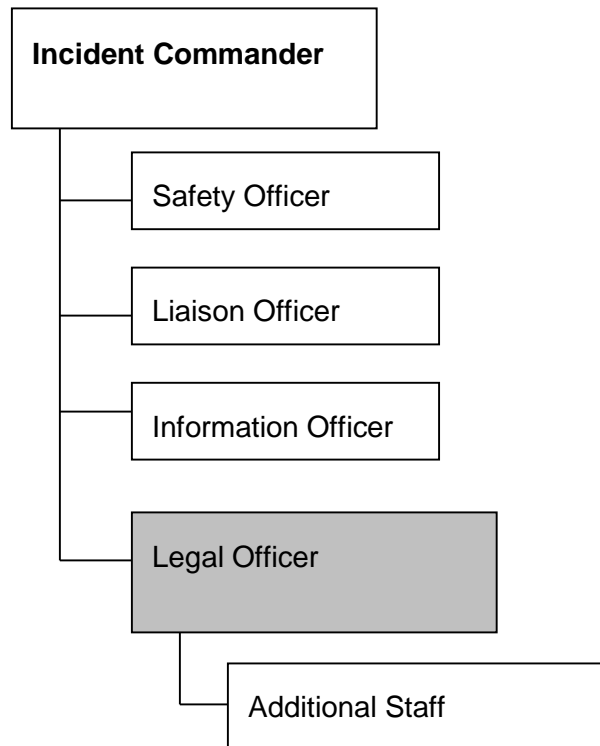 Incident Commander
Safety Officer
Liaison Officer
Information Officer
Legal Officer
Additional Staff